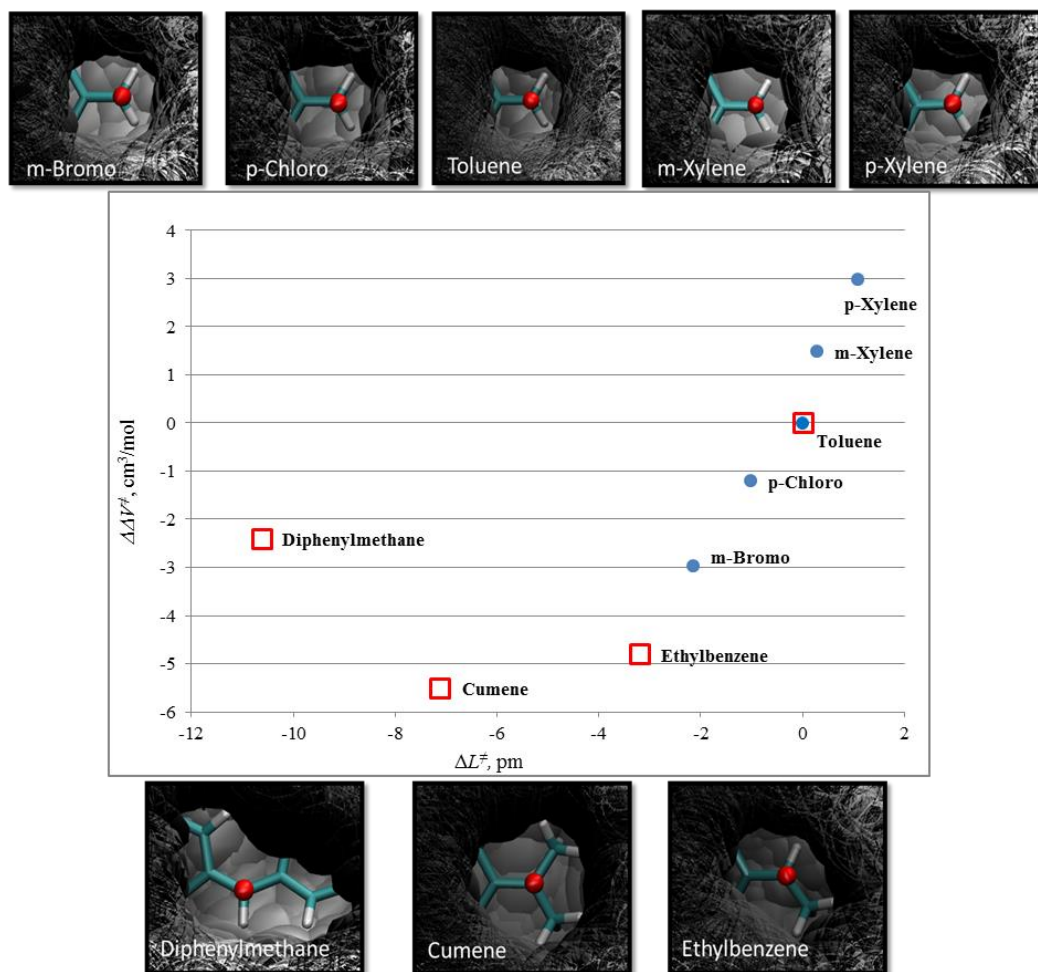 m-Bromo
p-Chloro
Toluene
m-Xylene
p-Xylene
4
3
2
1
0
-1
-2
-3
-4
-5
-6
ΔΔV≠, cm³/mol
p-Xylene
m-Xylene
Toluene
p-Chloro
Diphenylmethane
m-Bromo
Ethylbenzene
Cumene
-12 -10 -8 -6 -4 -2 0 2
ΔL≠, pm
Diphenylmethane
Cumene
Ethylbenzene